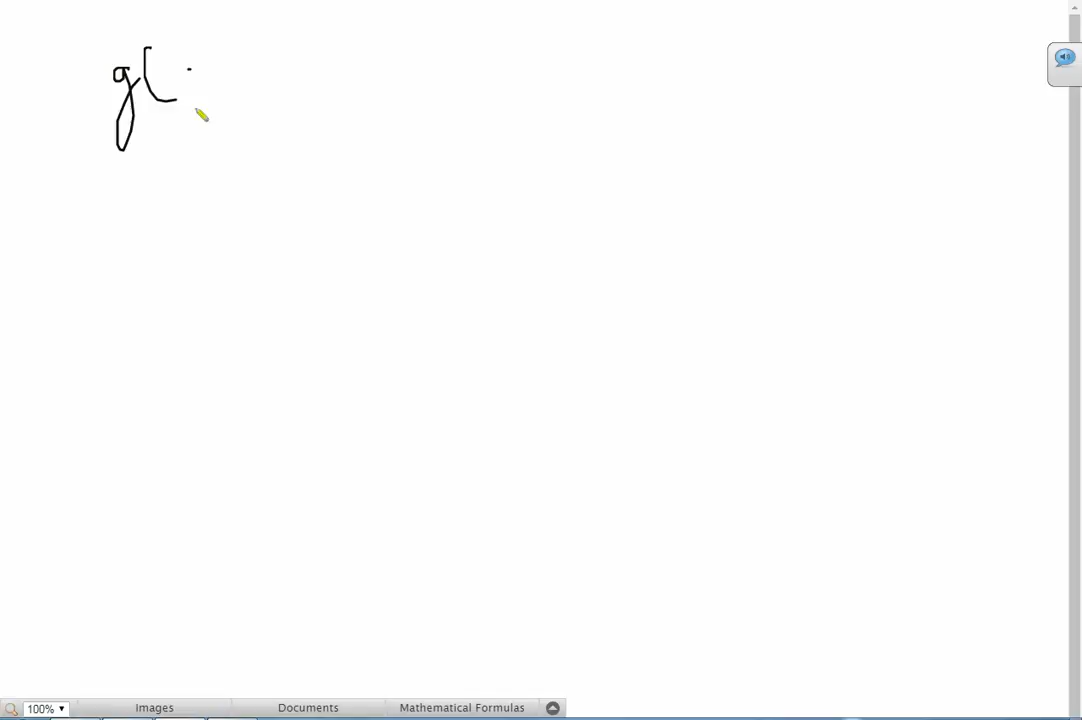 g(
100% ▼
Images
Documents
Mathematical Formulas